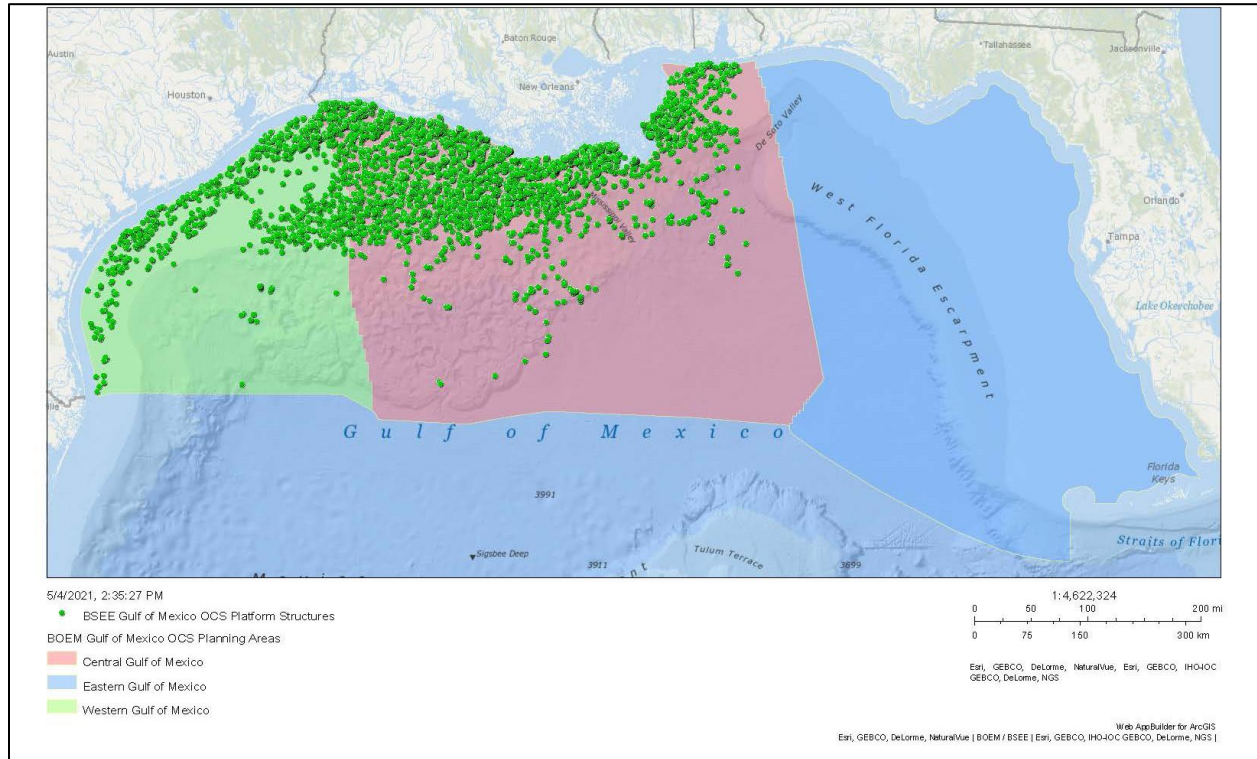 Austin
Baton Rouge
Tallahassee
Jacksonville
Houston
New Orleans
De Soto Valley
Orlando
West Florida Escarpment
Mississippi Valley
Tampa
Lake Okeechobee
Gulf of Mexico
Florida
Keys
3991
Straits of Flori
Sigsbee Deep
Tulum Terrace
3911
3699
5/4/2021, 2:35:27 PM
BSEE Gulf of Mexico OCS Platform Structures
BOEM Gulf of Mexico OCS Planning Areas
Central Gulf of Mexico
Eastern Gulf of Mexico
Western Gulf of Mexico
1:4,622,324
0 50 100 200 mi
0 75 150 300 km
Esri, GEBCO, DeLorme, NaturalVue, Esri, GEBCO, IHO-IOC
GEBCO, DeLorme, NGS
Web AppBuilder for ArcGIS
Esri, GEBCO, DeLorme, NaturalVue | BOEM / BSEE | Esri, GEBCO, IHO-IOC GEBCO, DeLorme, NGS |